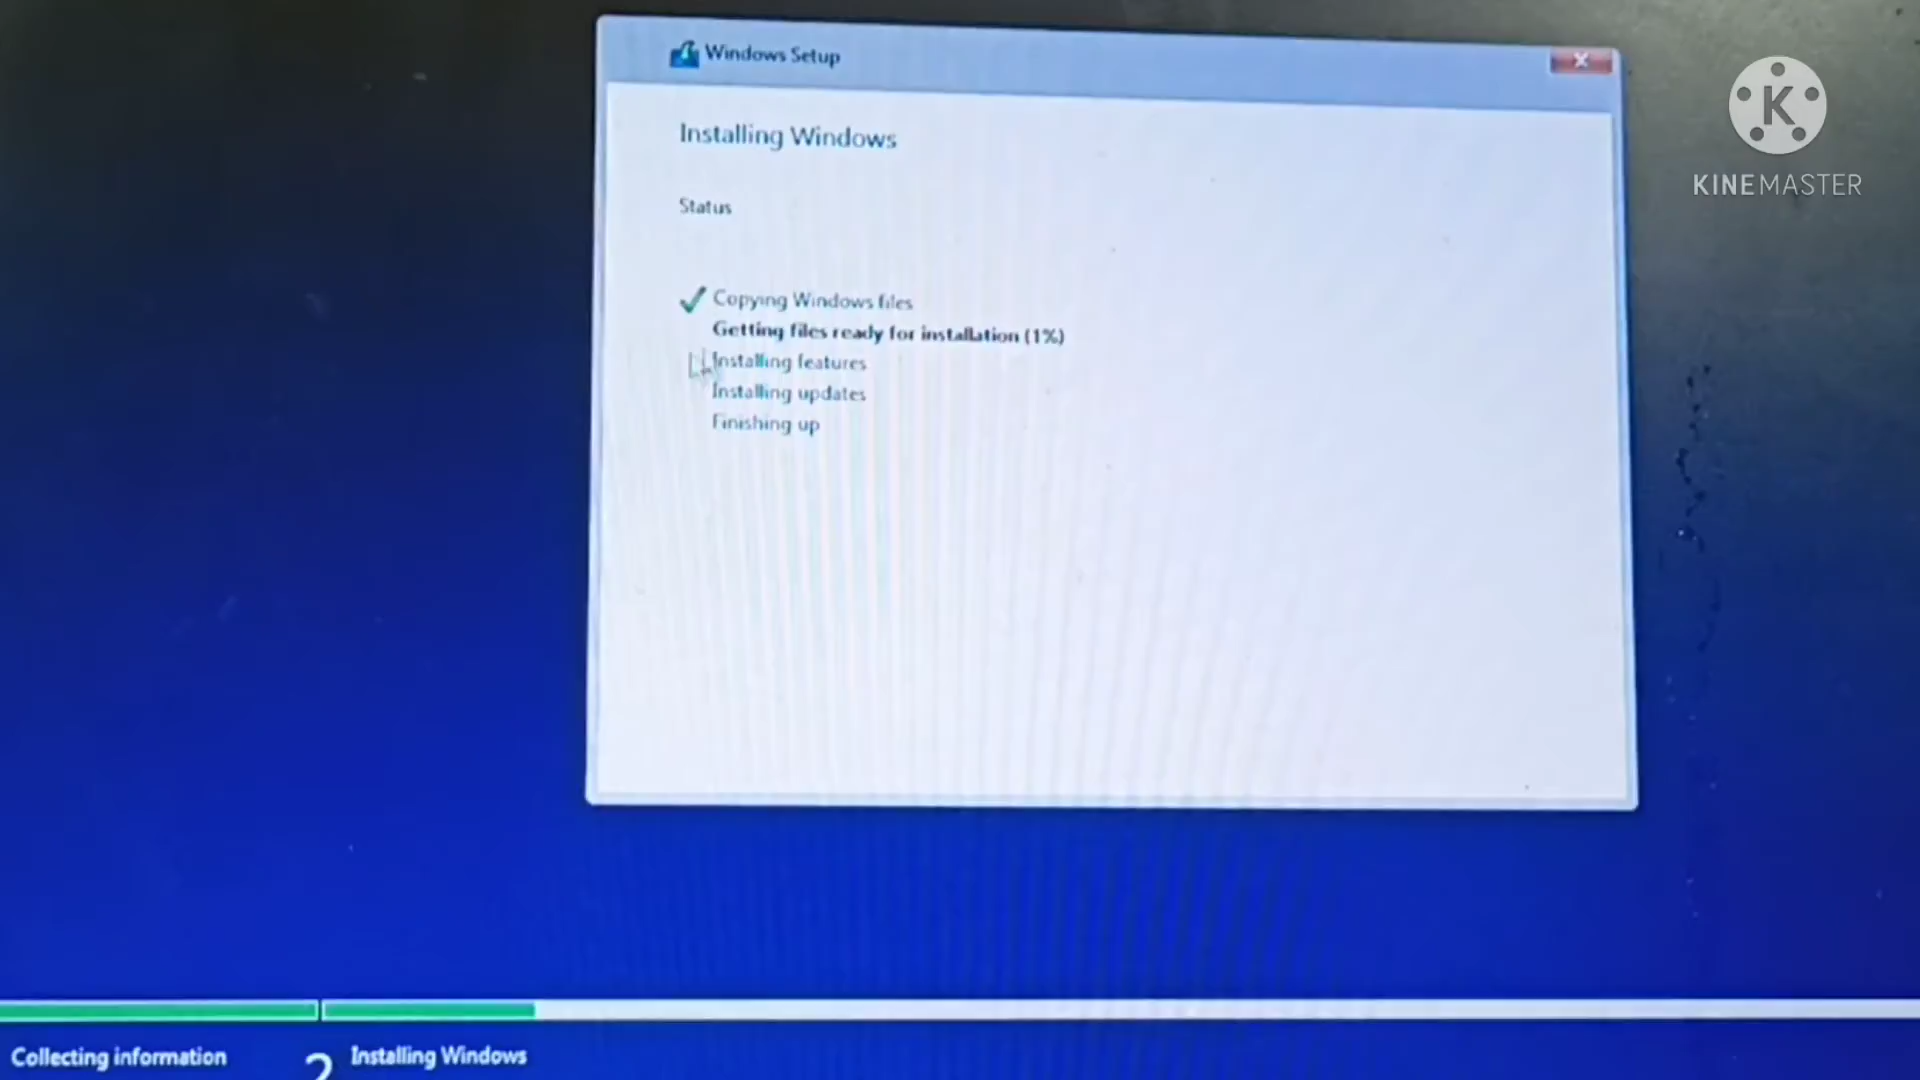 Windows Setup
KINEMASTER
Installing Windows
Status
Copying Windows files
Getting files ready for installation (1%)
Installing features
Installing updates
Finishing up
Collecting information
2 Installing Windows